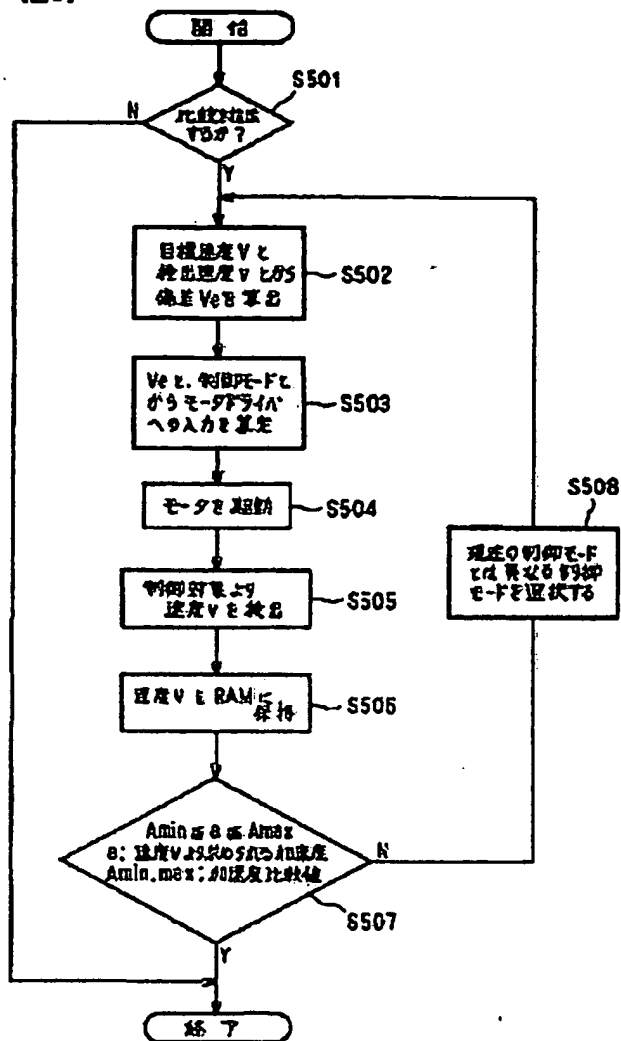 開 始
S501
N
比較を
するか?
Y
目標速度Vと
検出速度vとから
偏差Veを算出
S502
Veと、制御モードと
からモータドライバ
への入力を算定
S503
モータを駆動
S504
制御対象より
速度vを検出
S505
速度vをRAMに
保持
S506
S508
現在の制御モード
とは異なる制御
モードを選択する
Amin≦a≦Amax
a:速度vより求められる加速度
Amin.max:加速度比較値
N
S507
Y
終 了